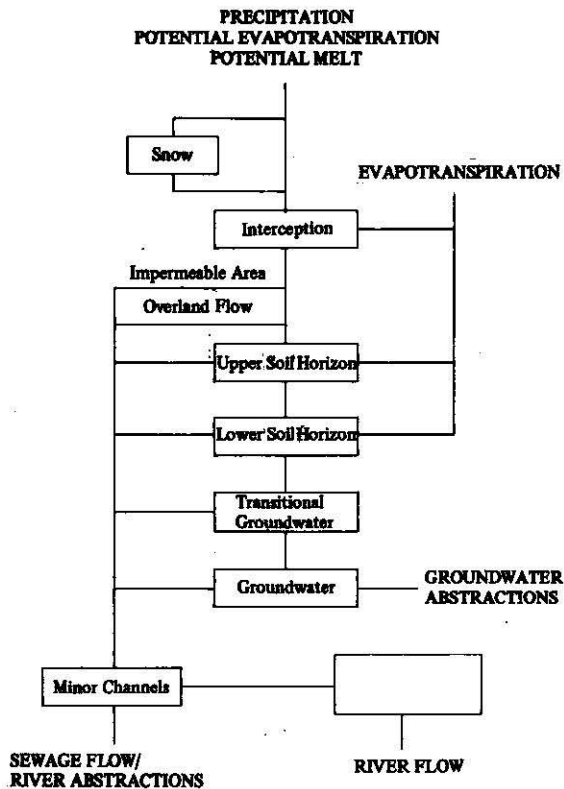 PRECIPITATION
POTENTIAL EVAPOTRANSPIRATION
POTENTIAL MELT
Snow
EVAPOTRANSPIRATION
Interception
Impermeable Area
Overland Flow
Upper Soil Horizon
Lower Soil Horizon
Transitional
Groundwater
Groundwater
GROUNDWATER
ABSTRACTIONS
Minor Channels
SEWAGE FLOW/
RIVER ABSTRACTIONS
RIVER FLOW